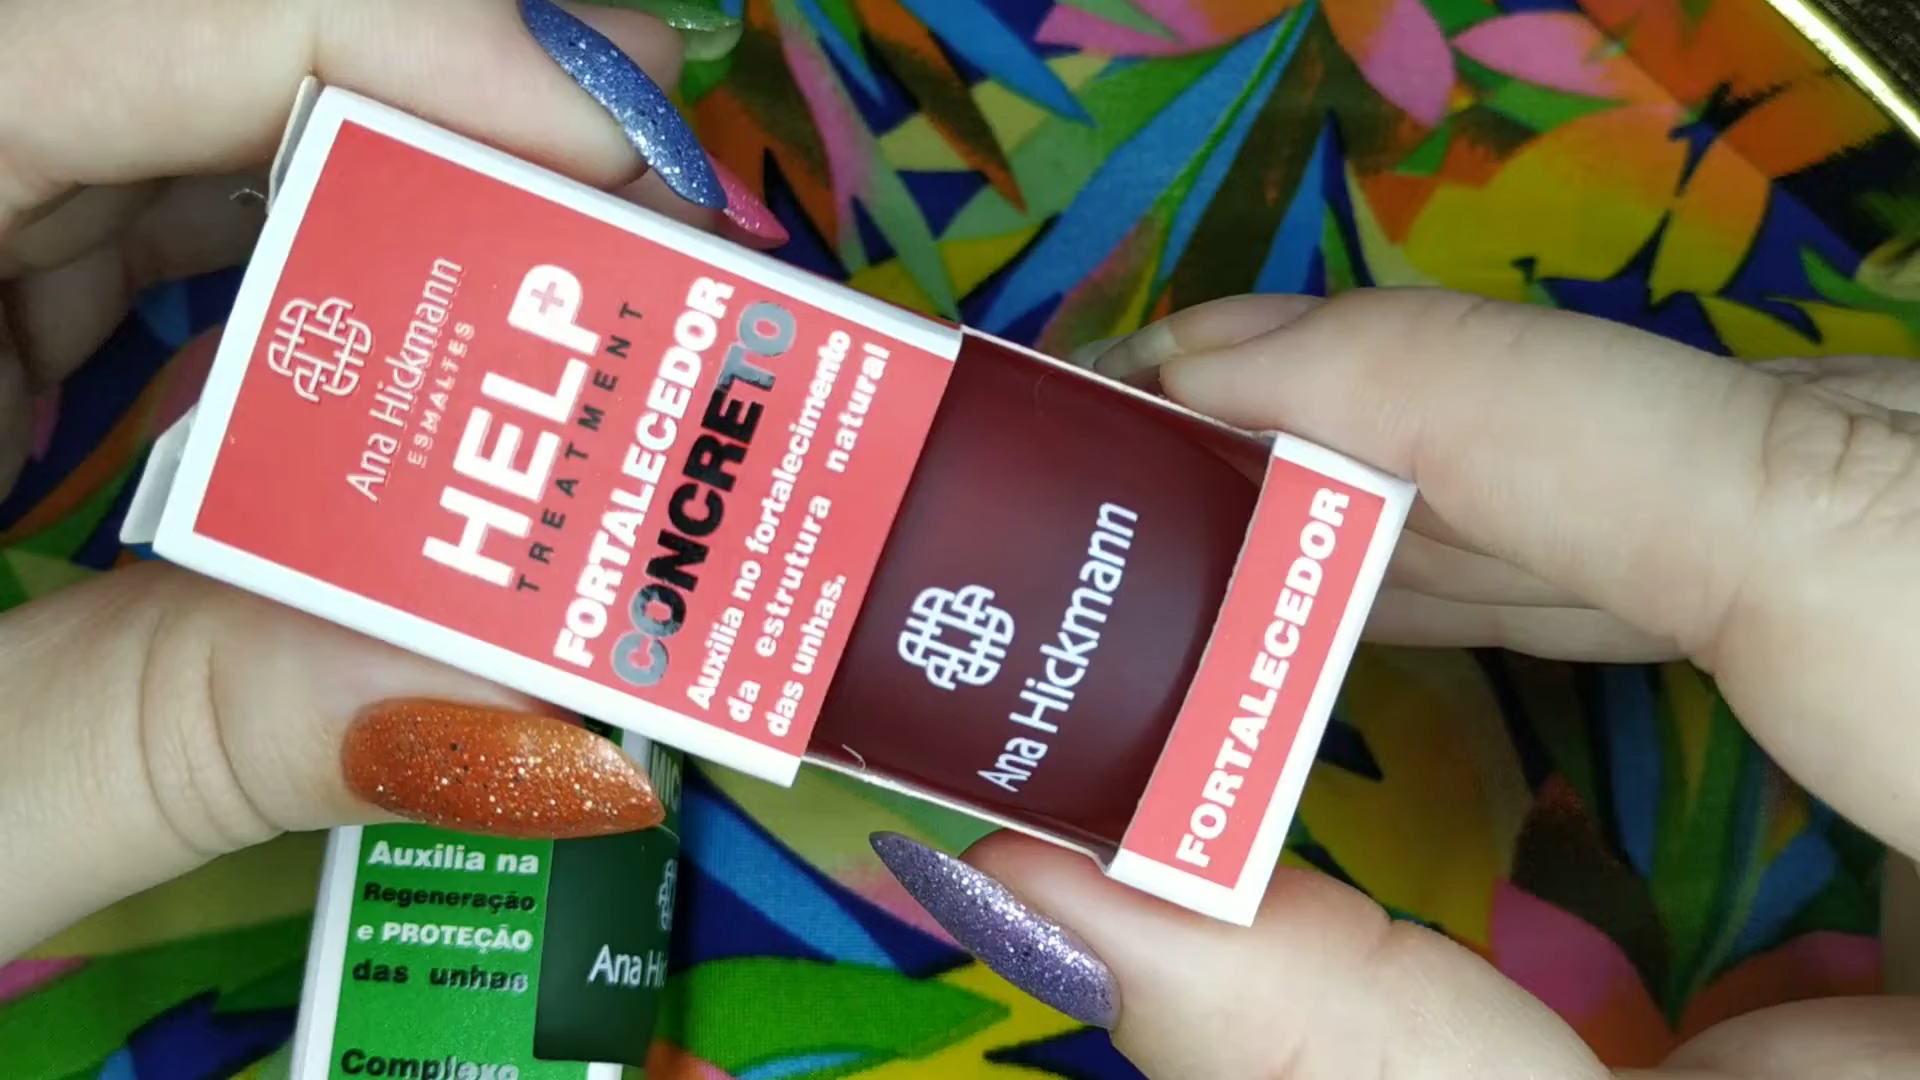 Ana Hickmann
ESMALTES
HELP
TREATMENT
FORTALECEDOR
CONCRETO
Auxilia no fortalecimento
da estrutura natural
das unhas.
Ana Hickmann
FORTALECEDOR
Auxilia na
Regeneração
e PROTEÇÃO
das unhas
Complexo
Ana